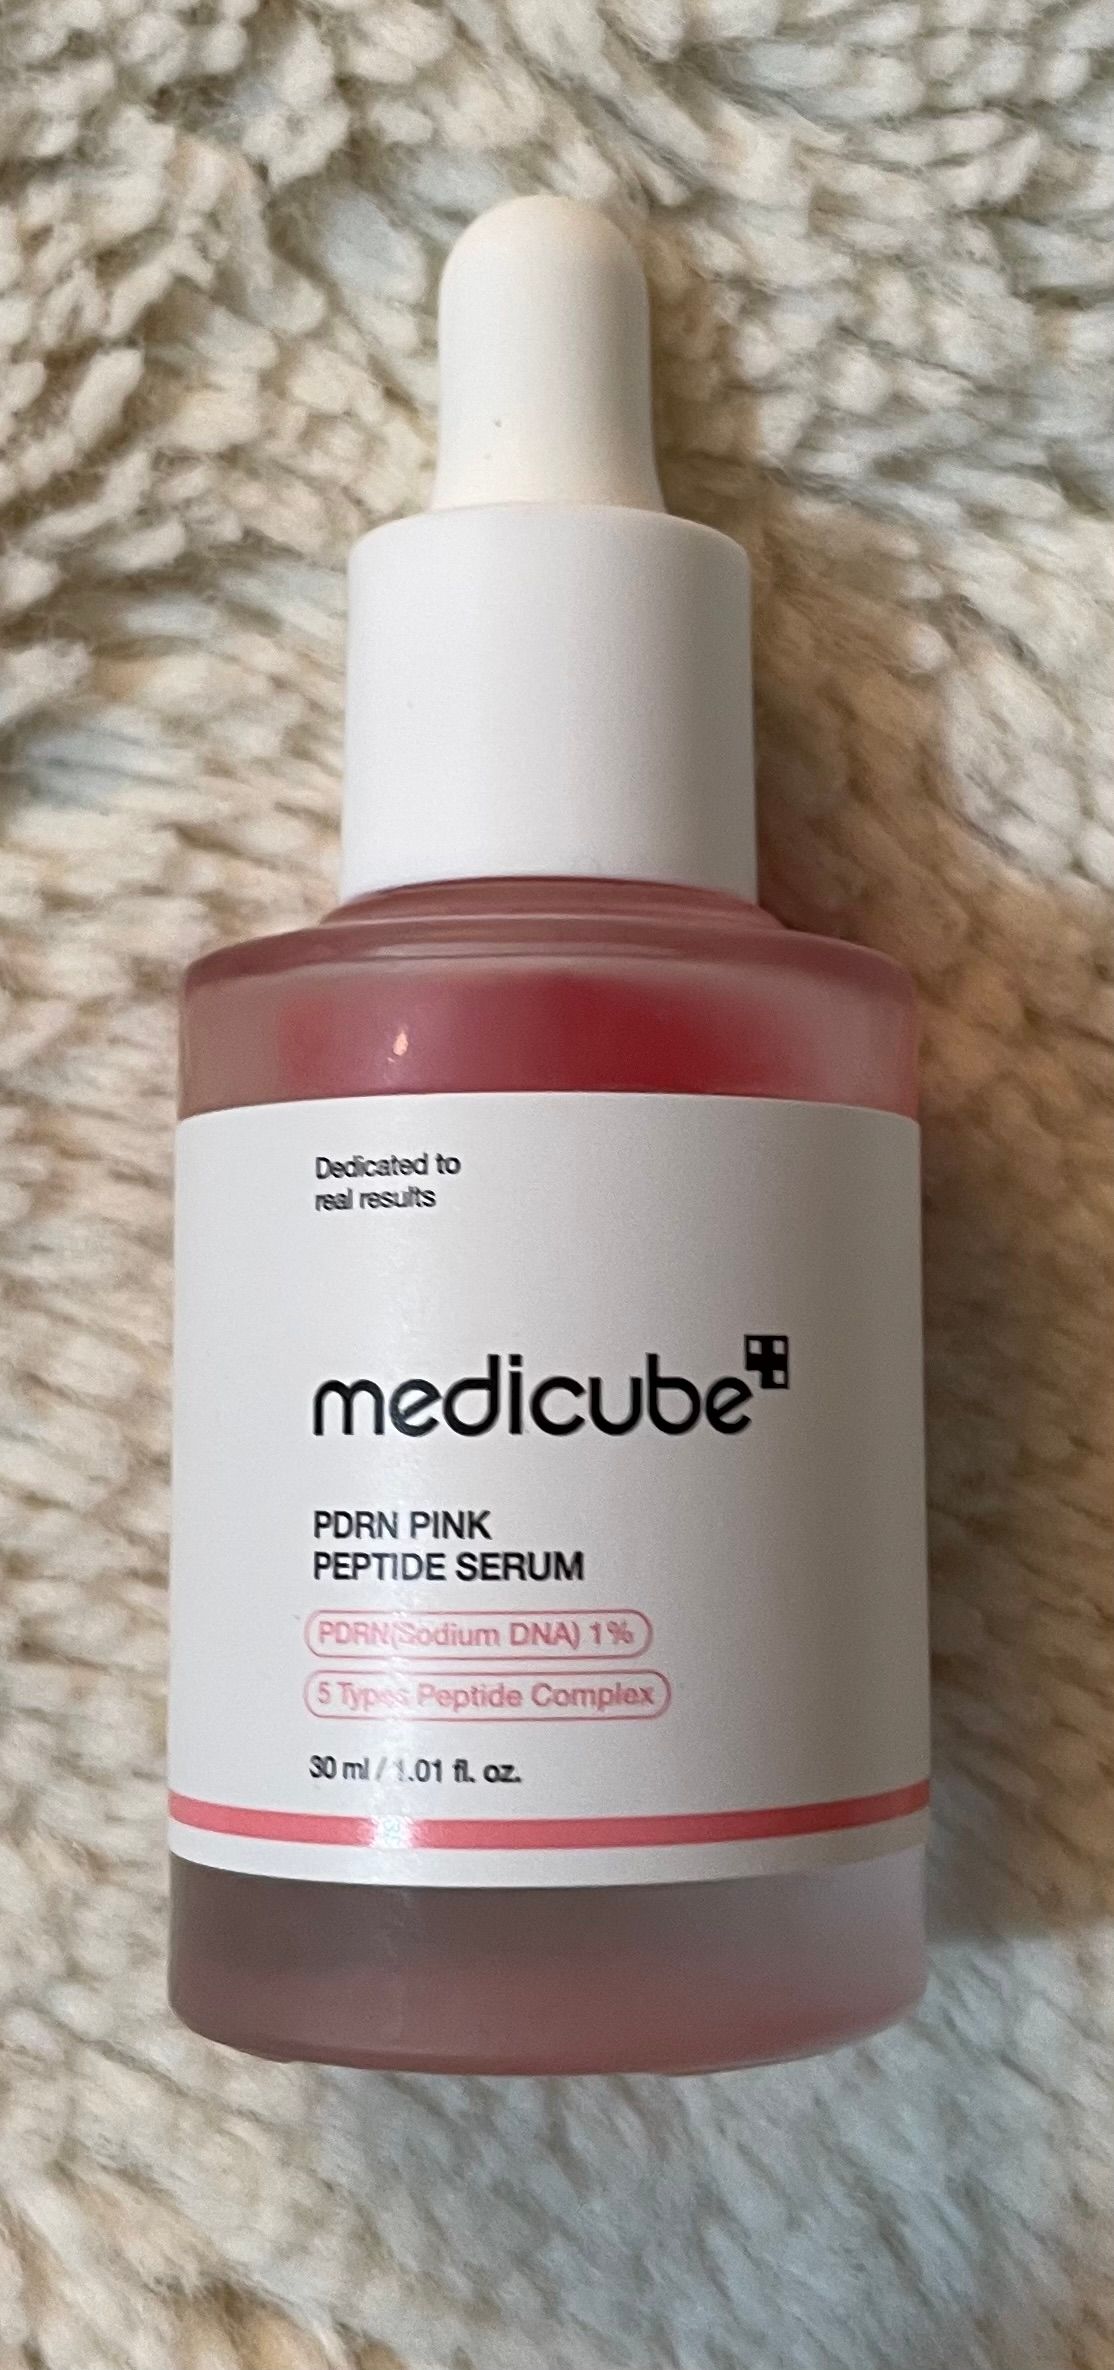 Dedicated to
real results
medicube
PDRN PINK
PEPTIDE SERUM
PDRN(Sodium DNA) 1%
5 Types Peptide Complex
30 ml / 1.01 fl. oz.